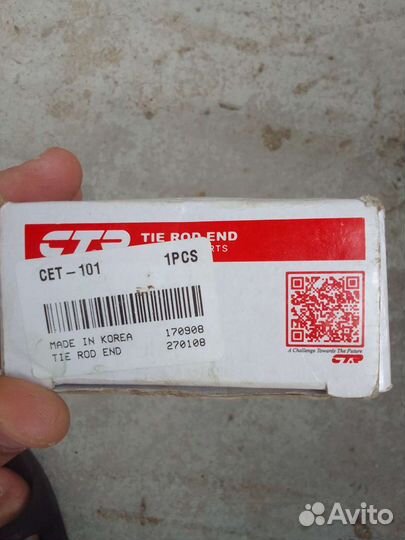 CTR
TIE ROD END
RTS
CET-101 1PCS
MADE IN KOREA 170908
TIE ROD END 270108
A Challenge Towards The Future
CTR
Avito